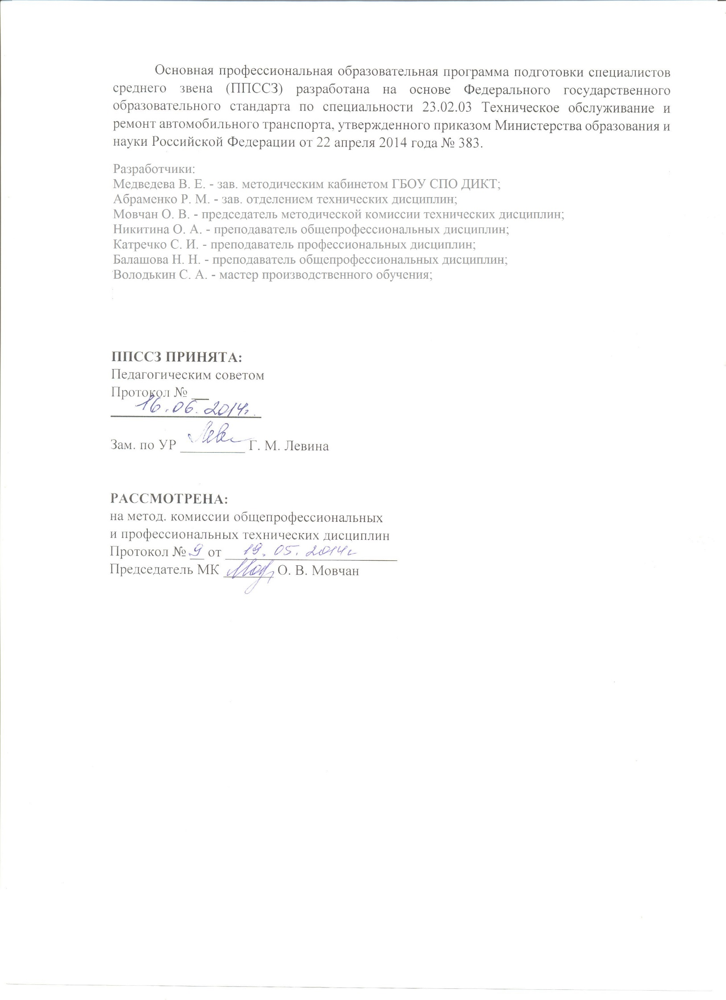 Основная профессиональная образовательная программа подготовки специалистов
среднего звена (ППССЗ) разработана на основе Федерального государственного
образовательного стандарта по специальности 23.02.03 Техническое обслуживание и
ремонт автомобильного транспорта, утвержденного приказом Министерства образования и
науки Российской Федерации от 22 апреля 2014 года № 383.
Разработчики:
Медведева В. Е. - зав. методическим кабинетом ГБОУ СПО ДИКТ;
Абраменко Р. М. - зав. отделением технических дисциплин;
Мовчан О. В. - председатель методической комиссии технических дисциплин;
Никитина О. А. - преподаватель общепрофессиональных дисциплин;
Катречко С. И. - преподаватель профессиональных дисциплин;
Балашова Н. Н. - преподаватель общепрофессиональных дисциплин;
Володькин С. А. - мастер производственного обучения;
ППССЗ ПРИНЯТА:
Педагогическим советом
Протокол № __
16.06.2014г.
Зам. по УР _________ Г. М. Левина
РАССМОТРЕНА:
на метод. комиссии общепрофессиональных
и профессиональных технических дисциплин
Протокол № 9 от 19.05.2014г
Председатель МК _______ О. В. Мовчан